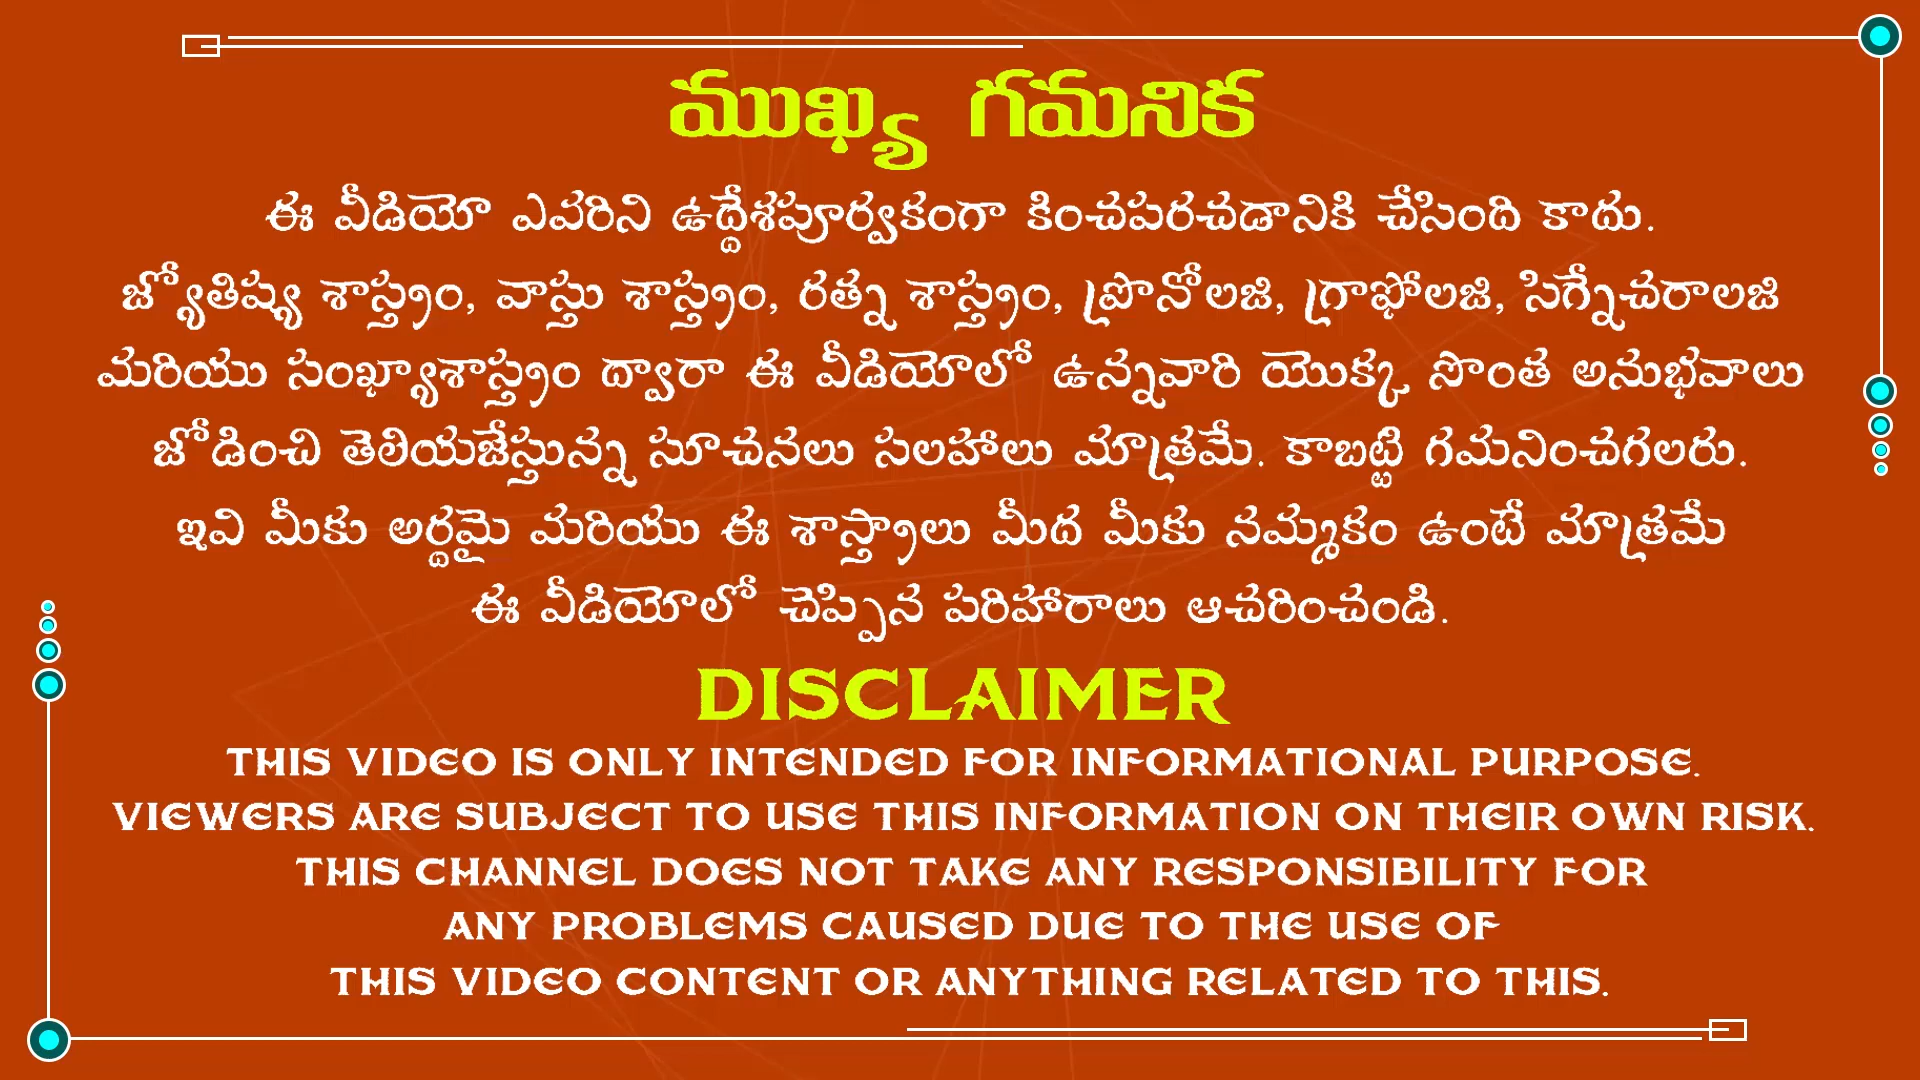 ముఖ్య గమనిక
ఈ వీడియో ఎవరిని ఉద్దేశపూర్వకంగా కించపరచడానికి చేసింది కాదు.
జ్యోతిష్య శాస్త్రం, వాస్తు శాస్త్రం, రత్న శాస్త్రం, ప్రొనోలజి, గ్రాఫోలజి, సిగ్నేచరాలజి
మరియు సంఖ్యాశాస్త్రం ద్వారా ఈ వీడియోలో ఉన్నవారి యొక్క సొంత అనుభవాలు
జోడించి తెలియజేస్తున్న సూచనలు సలహాలు మాత్రమే. కాబట్టి గమనించగలరు.
ఇవి మీకు అర్దమై మరియు ఈ శాస్త్రాలు మీద మీకు నమ్మకం ఉంటే మాత్రమే
ఈ వీడియోలో చెప్పిన పరిహారాలు ఆచరించండి.
DISCLAIMER
THIS VIDEO IS ONLY INTENDED FOR INFORMATIONAL PURPOSE.
VIEWERS ARE SUBJECT TO USE THIS INFORMATION ON THEIR OWN RISK.
THIS CHANNEL DOES NOT TAKE ANY RESPONSIBILITY FOR
ANY PROBLEMS CAUSED DUE TO THE USE OF
THIS VIDEO CONTENT OR ANYTHING RELATED TO THIS.